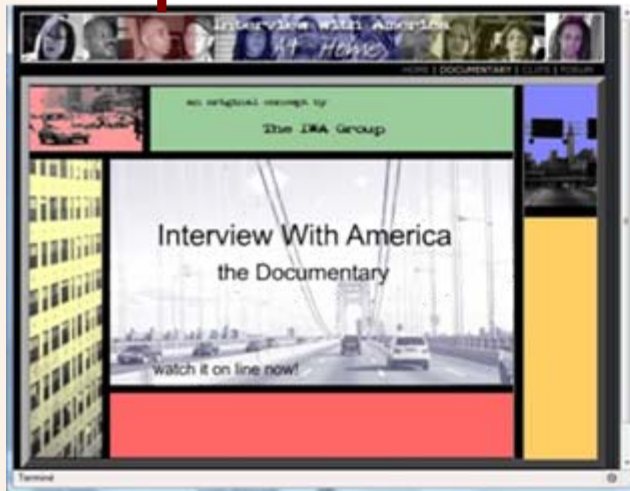 Interview with America
At Home
HOME | DOCUMENTARY | CLIPS | FORUM
an original concept by
The IWA Group
Interview With America
the Documentary
watch it on line now!
Terminé